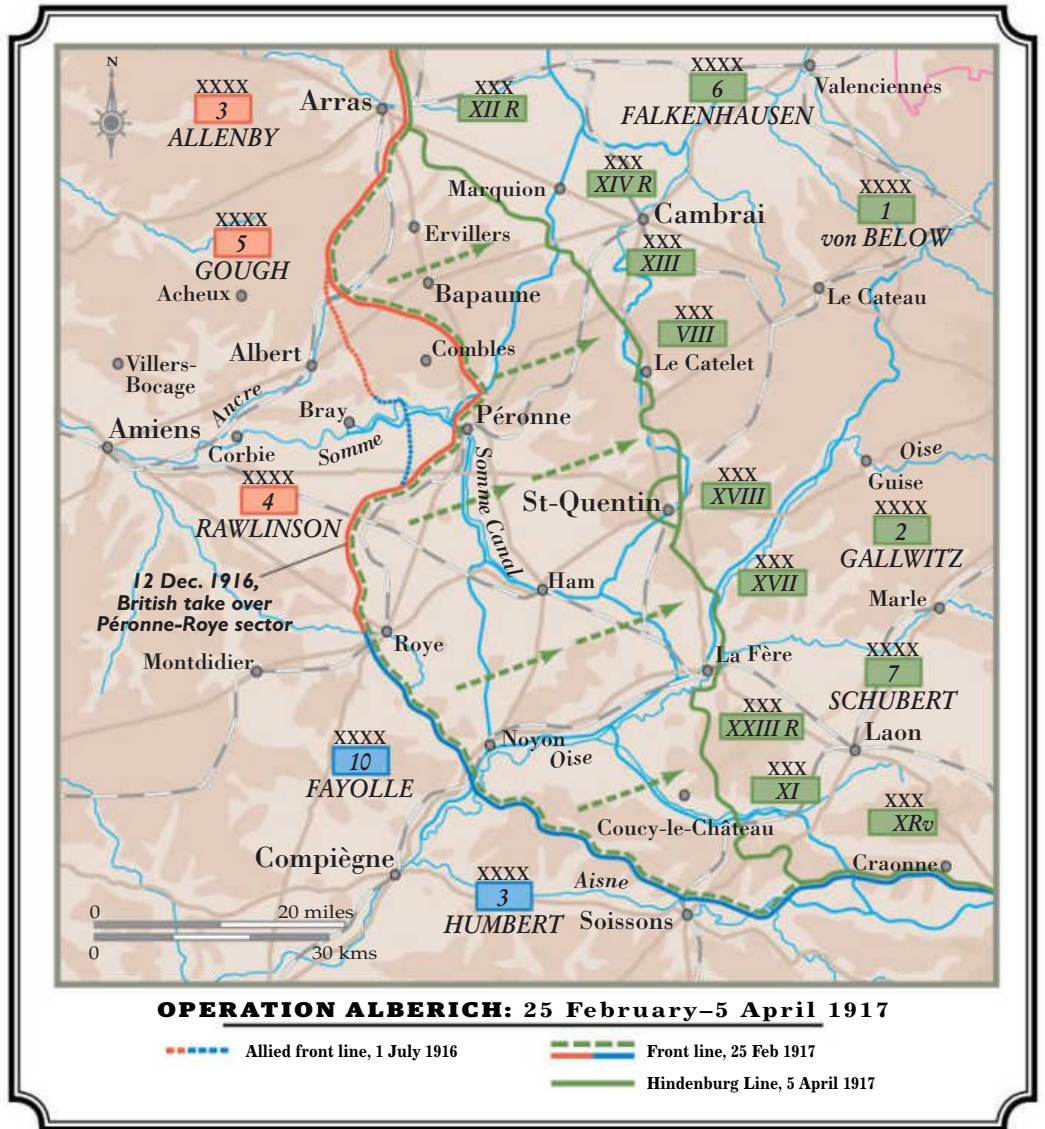 N
XXXX
3
ALLENBY
Arras
XXX
XII R
XXXX
6
FALKENHAUSEN
Valenciennes
Marquion
XXX
XIV R
Cambrai
XXXX
1
von BELOW
XXXX
5
GOUGH
Acheux
Ervillers
Bapaume
XXX
XIII
Le Cateau
Villers-
Bocage
Albert
Combles
XXX
VIII
Le Catelet
Ancre
Bray
Péronne
Amiens
Corbie
Somme
Somme Canal
Oise
Guise
XXXX
4
RAWLINSON
St-Quentin
XXX
XVIII
XXXX
2
GALLWITZ
12 Dec. 1916,
British take over
Péronne-Roye sector
Ham
XXX
XVII
Marle
Montdidier
Roye
La Fère
XXXX
7
SCHUBERT
XXXX
10
FAYOLLE
Noyon
Oise
XXX
XXIII R
Laon
XXX
XI
XXX
XRv
Coucy-le-Château
Craonne
Compiègne
XXXX
3
HUMBERT
Aisne
Soissons
0 20 miles
0 30 kms
OPERATION ALBERICH: 25 February–5 April 1917
Allied front line, 1 July 1916
Front line, 25 Feb 1917
Hindenburg Line, 5 April 1917